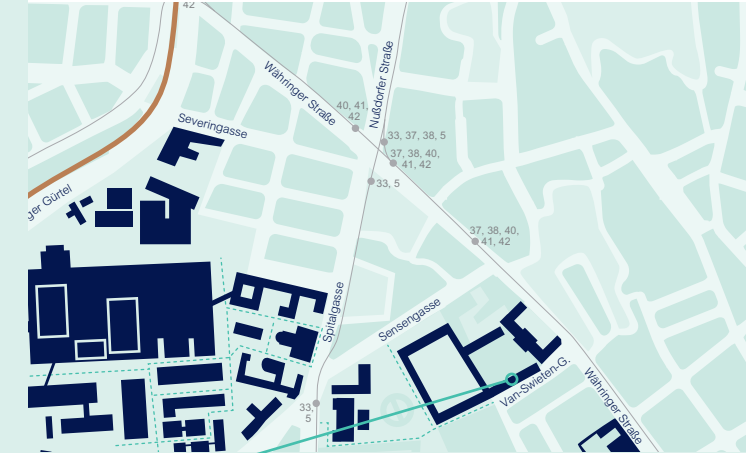 42
Währinger Straße
Nußdorfer Straße
40, 41,
42
Severingasse
33, 37, 38, 5
37, 38, 40,
41, 42
33, 5
ger Gürtel
37, 38, 40,
41, 42
Spitalgasse
Sensengasse
Van-Swieten-G.
Währinger Straße
33,
5